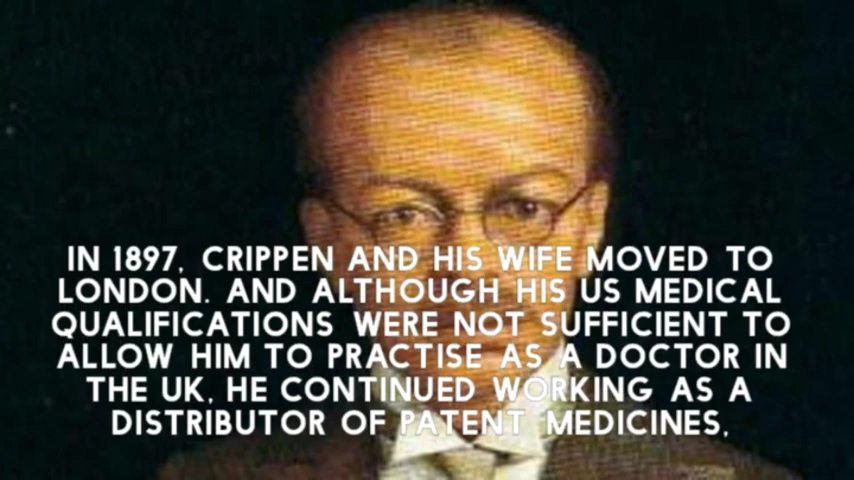 IN 1897, CRIPPEN AND HIS WIFE MOVED TO
LONDON. AND ALTHOUGH HIS US MEDICAL
QUALIFICATIONS WERE NOT SUFFICIENT TO
ALLOW HIM TO PRACTISE AS A DOCTOR IN
THE UK, HE CONTINUED WORKING AS A
DISTRIBUTOR OF PATENT MEDICINES,